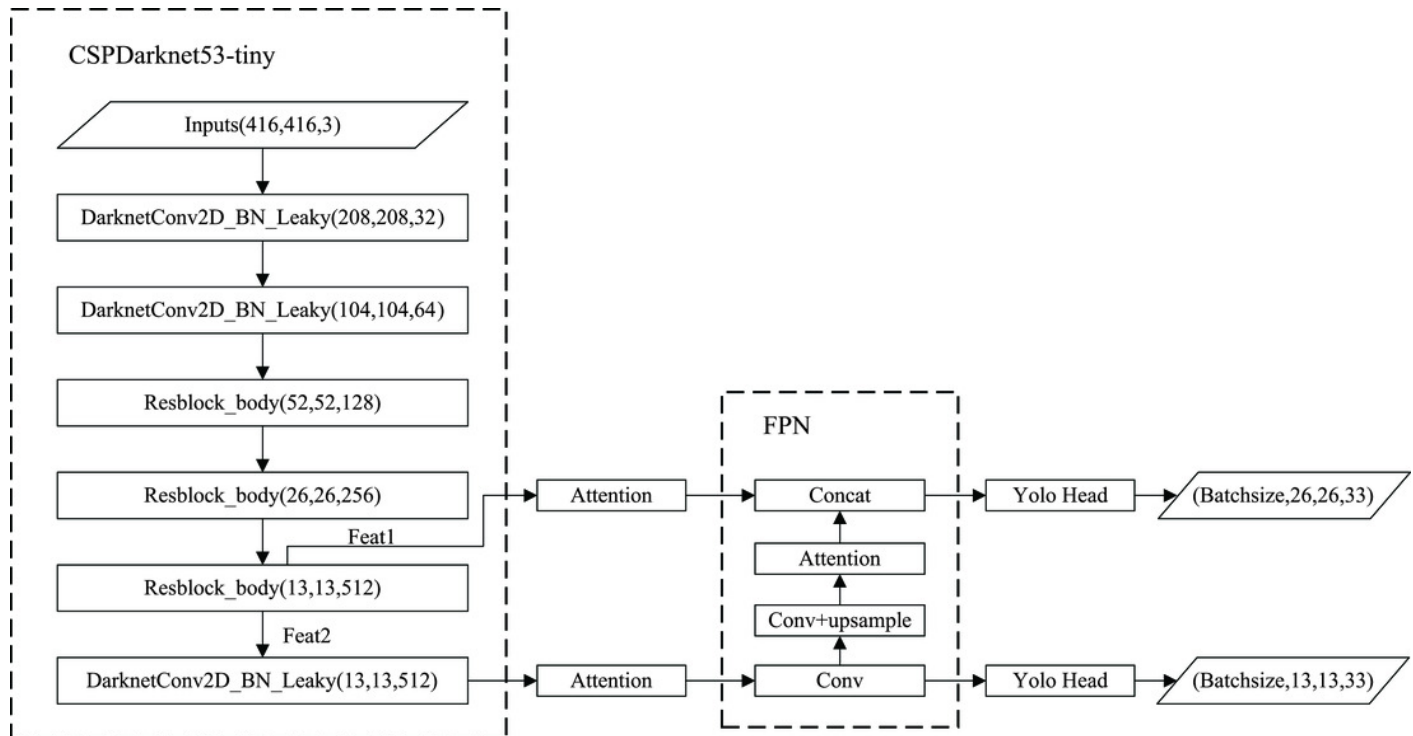 CSPDarknet53-tiny
Inputs(416,416,3)
DarknetConv2D_BN_Leaky(208,208,32)
DarknetConv2D_BN_Leaky(104,104,64)
Resblock_body(52,52,128)
Resblock_body(26,26,256)
Feat1
Resblock_body(13,13,512)
Feat2
DarknetConv2D_BN_Leaky(13,13,512)
Attention
Attention
FPN
Concat
Attention
Conv+upsample
Conv
Yolo Head
(Batchsize,26,26,33)
Yolo Head
(Batchsize,13,13,33)